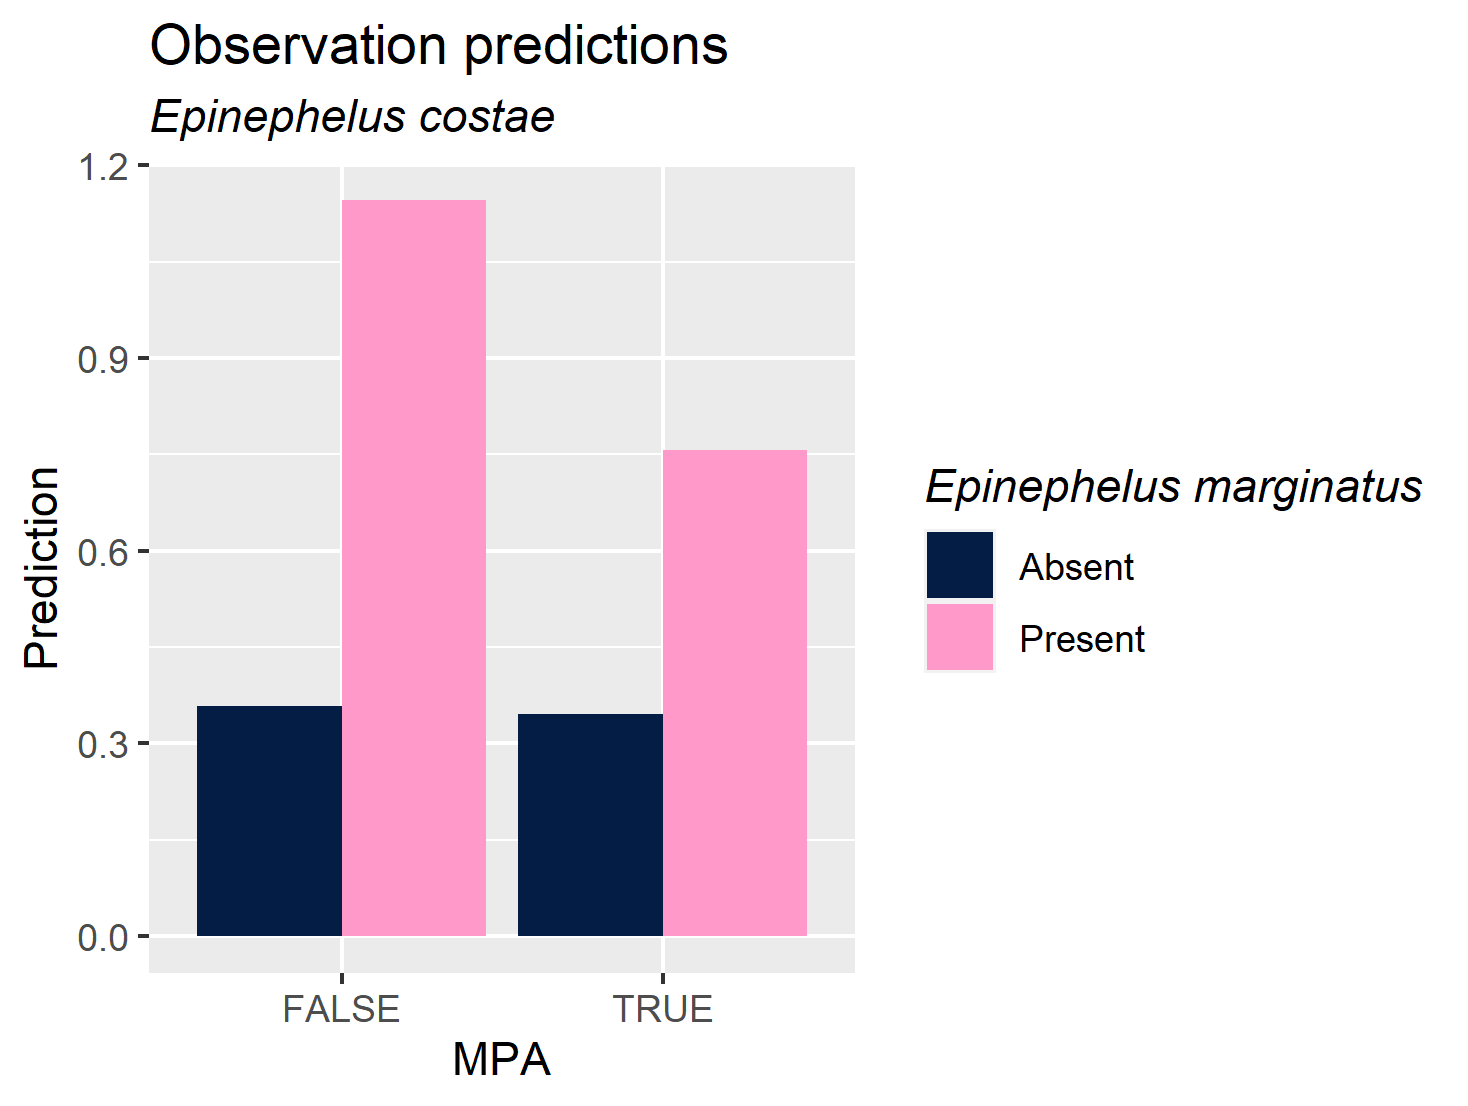 Observation predictions
Epinephelus costae
1.2
0.9
0.6
0.3
0.0
Prediction
FALSE TRUE
MPA
Epinephelus marginatus
Absent
Present